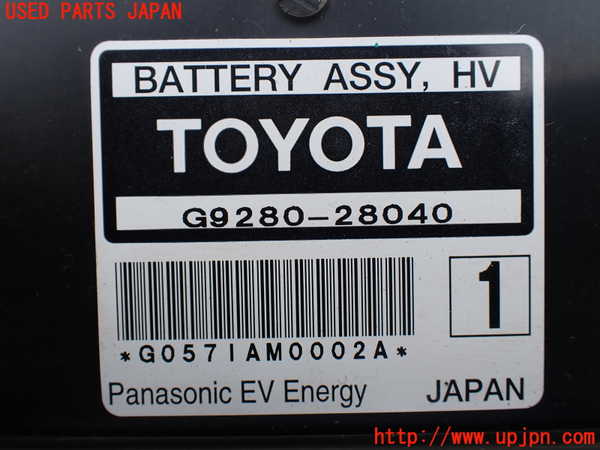 USED PARTS JAPAN
BATTERY ASSY, HV
TOYOTA
G9280-28040
1
*G0571AM0002A*
Panasonic EV Energy JAPAN
http://www.upjpn.com/